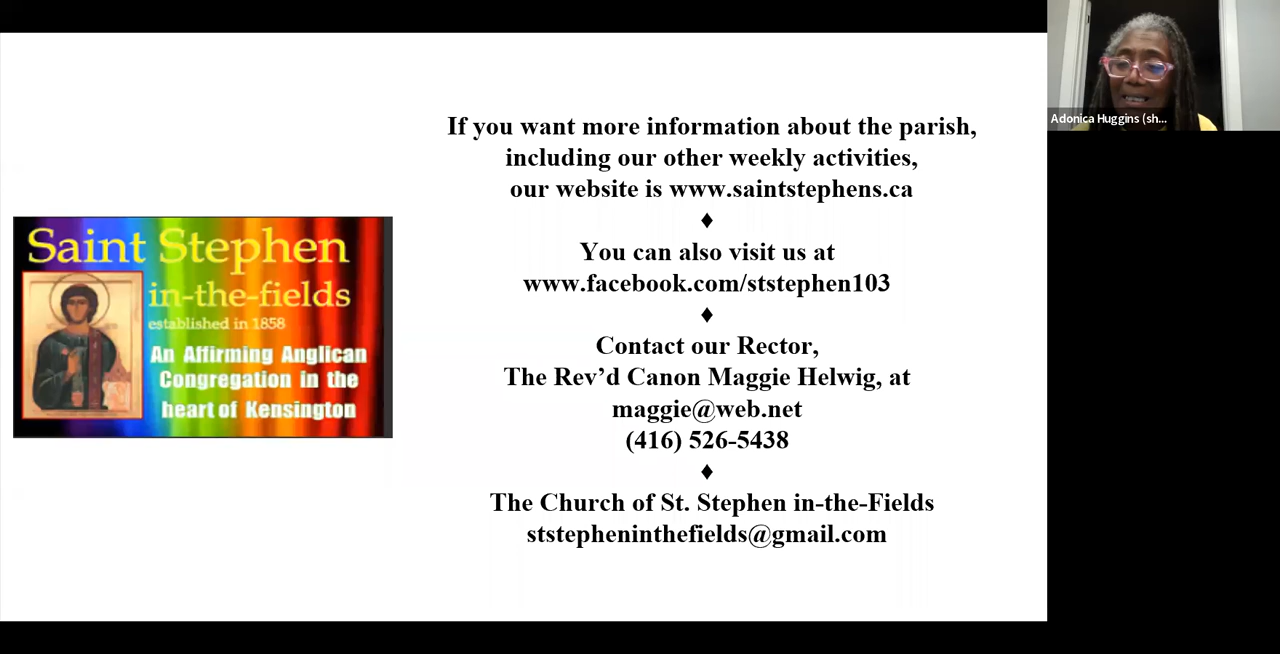 If you want more information about the parish,
including our other weekly activities,
our website is www.saintstephens.ca
♦
You can also visit us at
www.facebook.com/ststephen103
♦
Contact our Rector,
The Rev’d Canon Maggie Helwig, at
maggie@web.net
(416) 526-5438
♦
The Church of St. Stephen in-the-Fields
ststepheninthefields@gmail.com
Saint Stephen
in-the-fields
established in 1858
An Affirming Anglican
Congregation in the
heart of Kensington
Adonica Huggins (sh...